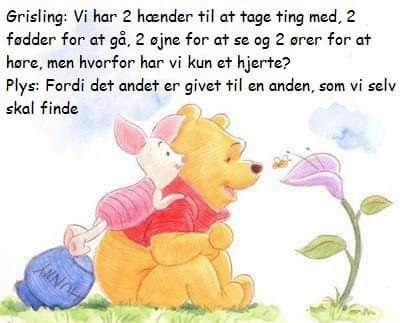 Grisling: Vi har 2 hænder til at tage ting med, 2
fødder for at gå, 2 øjne for at se og 2 ører for at
høre, men hvorfor har vi kun et hjerte?
Plys: Fordi det andet er givet til en anden, som vi selv
skal finde
HUNNY